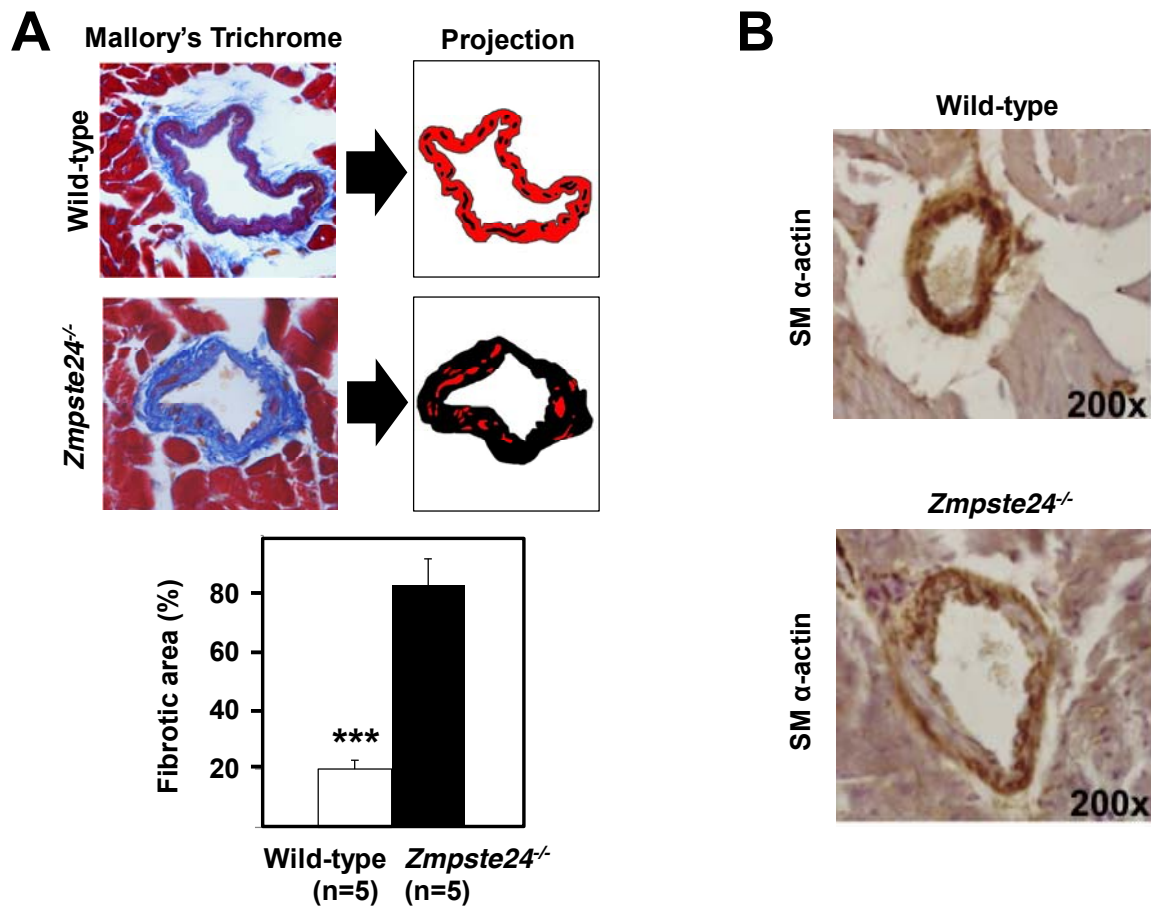 A
Mallory's Trichrome
Projection
Wild-type
Zmpste24-/-
Fibrotic area (%)
80
60
40
20
***
Wild-type
(n=5)
Zmpste24-/-
(n=5)
B
Wild-type
SM α-actin
200x
Zmpste24-/-
SM α-actin
200x